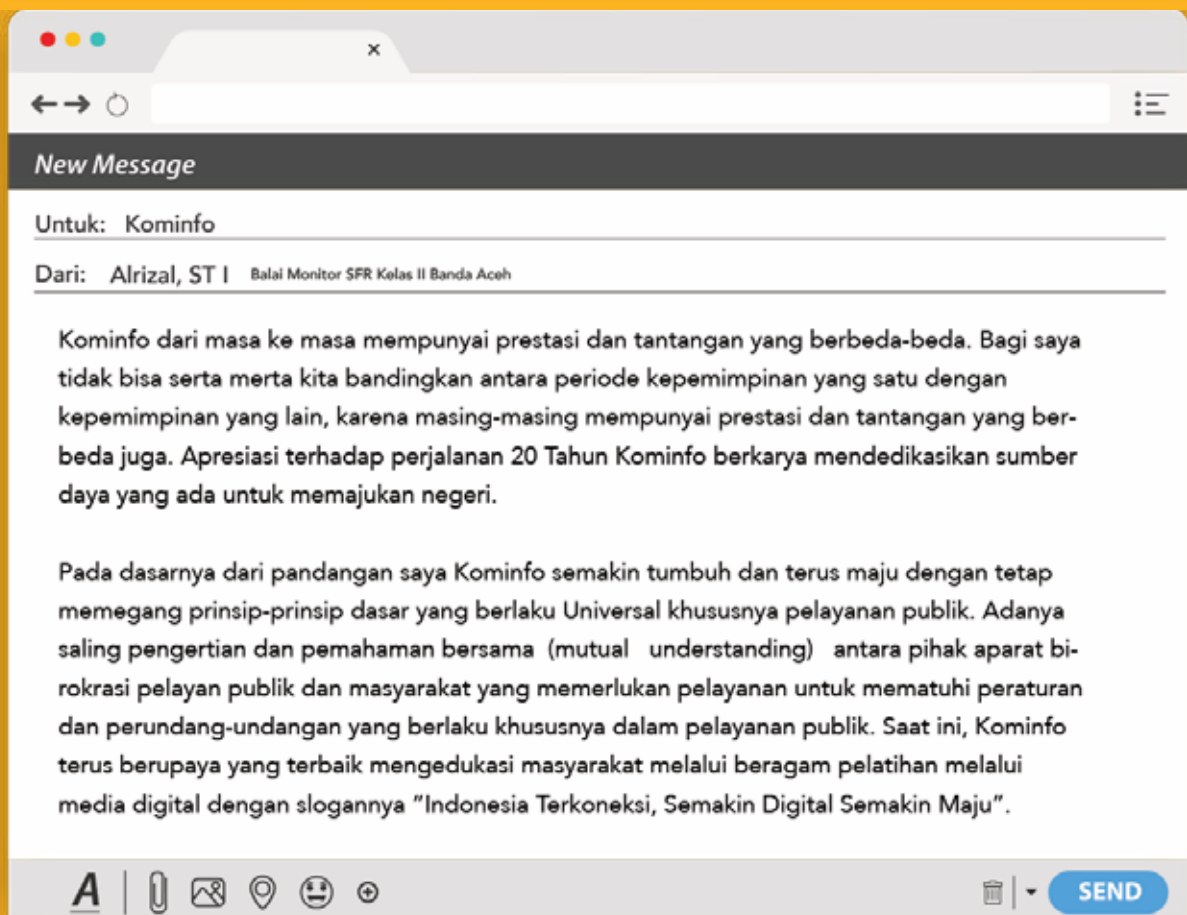 New Message
Untuk: Kominfo
Dari: Alrizal, ST I Balai Monitor SFR Kelas II Banda Aceh
Kominfo dari masa ke masa mempunyai prestasi dan tantangan yang berbeda-beda. Bagi saya
tidak bisa serta merta kita bandingkan antara periode kepemimpinan yang satu dengan
kepemimpinan yang lain, karena masing-masing mempunyai prestasi dan tantangan yang ber-
beda juga. Apresiasi terhadap perjalanan 20 Tahun Kominfo berkarya mendedikasikan sumber
daya yang ada untuk memajukan negeri.
Pada dasarnya dari pandangan saya Kominfo semakin tumbuh dan terus maju dengan tetap
memegang prinsip-prinsip dasar yang berlaku Universal khususnya pelayanan publik. Adanya
saling pengertian dan pemahaman bersama (mutual understanding) antara pihak aparat bi-
rokrasi pelayan publik dan masyarakat yang memerlukan pelayanan untuk mematuhi peraturan
dan perundang-undangan yang berlaku khususnya dalam pelayanan publik. Saat ini, Kominfo
terus berupaya yang terbaik mengedukasi masyarakat melalui beragam pelatihan melalui
media digital dengan slogannya "Indonesia Terkoneksi, Semakin Digital Semakin Maju".
A
SEND